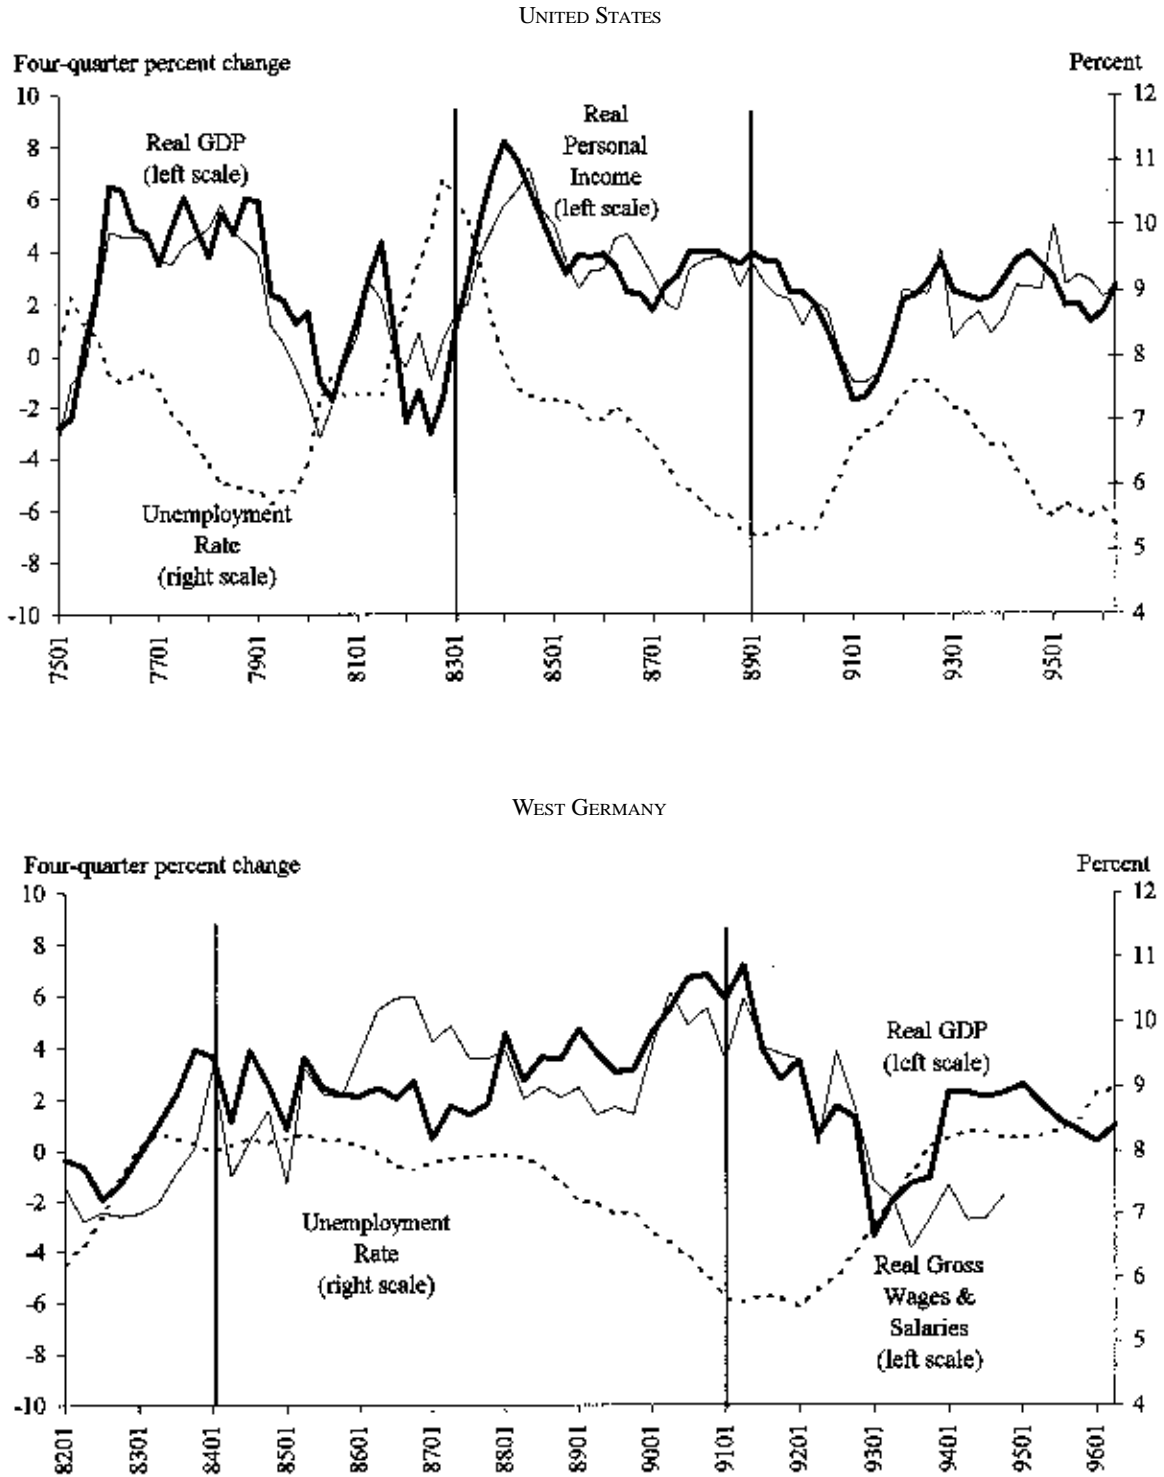 UNITED STATES
Four-quarter percent change
Percent
10
8
6
4
2
0
-2
-4
-6
-8
-10
12
11
10
9
8
7
6
5
4
Real GDP
(left scale)
Real
Personal
Income
(left scale)
Unemployment
Rate
(right scale)
7501
7701
7901
8101
8301
8501
8701
8901
9101
9301
9501
WEST GERMANY
Four-quarter percent change
Percent
10
8
6
4
2
0
-2
-4
-6
-8
-10
12
11
10
9
8
7
6
5
4
Real GDP
(left scale)
Unemployment
Rate
(right scale)
Real Gross
Wages &
Salaries
(left scale)
8201
8301
8401
8501
8601
8701
8801
8901
9001
9101
9201
9301
9401
9501
9601